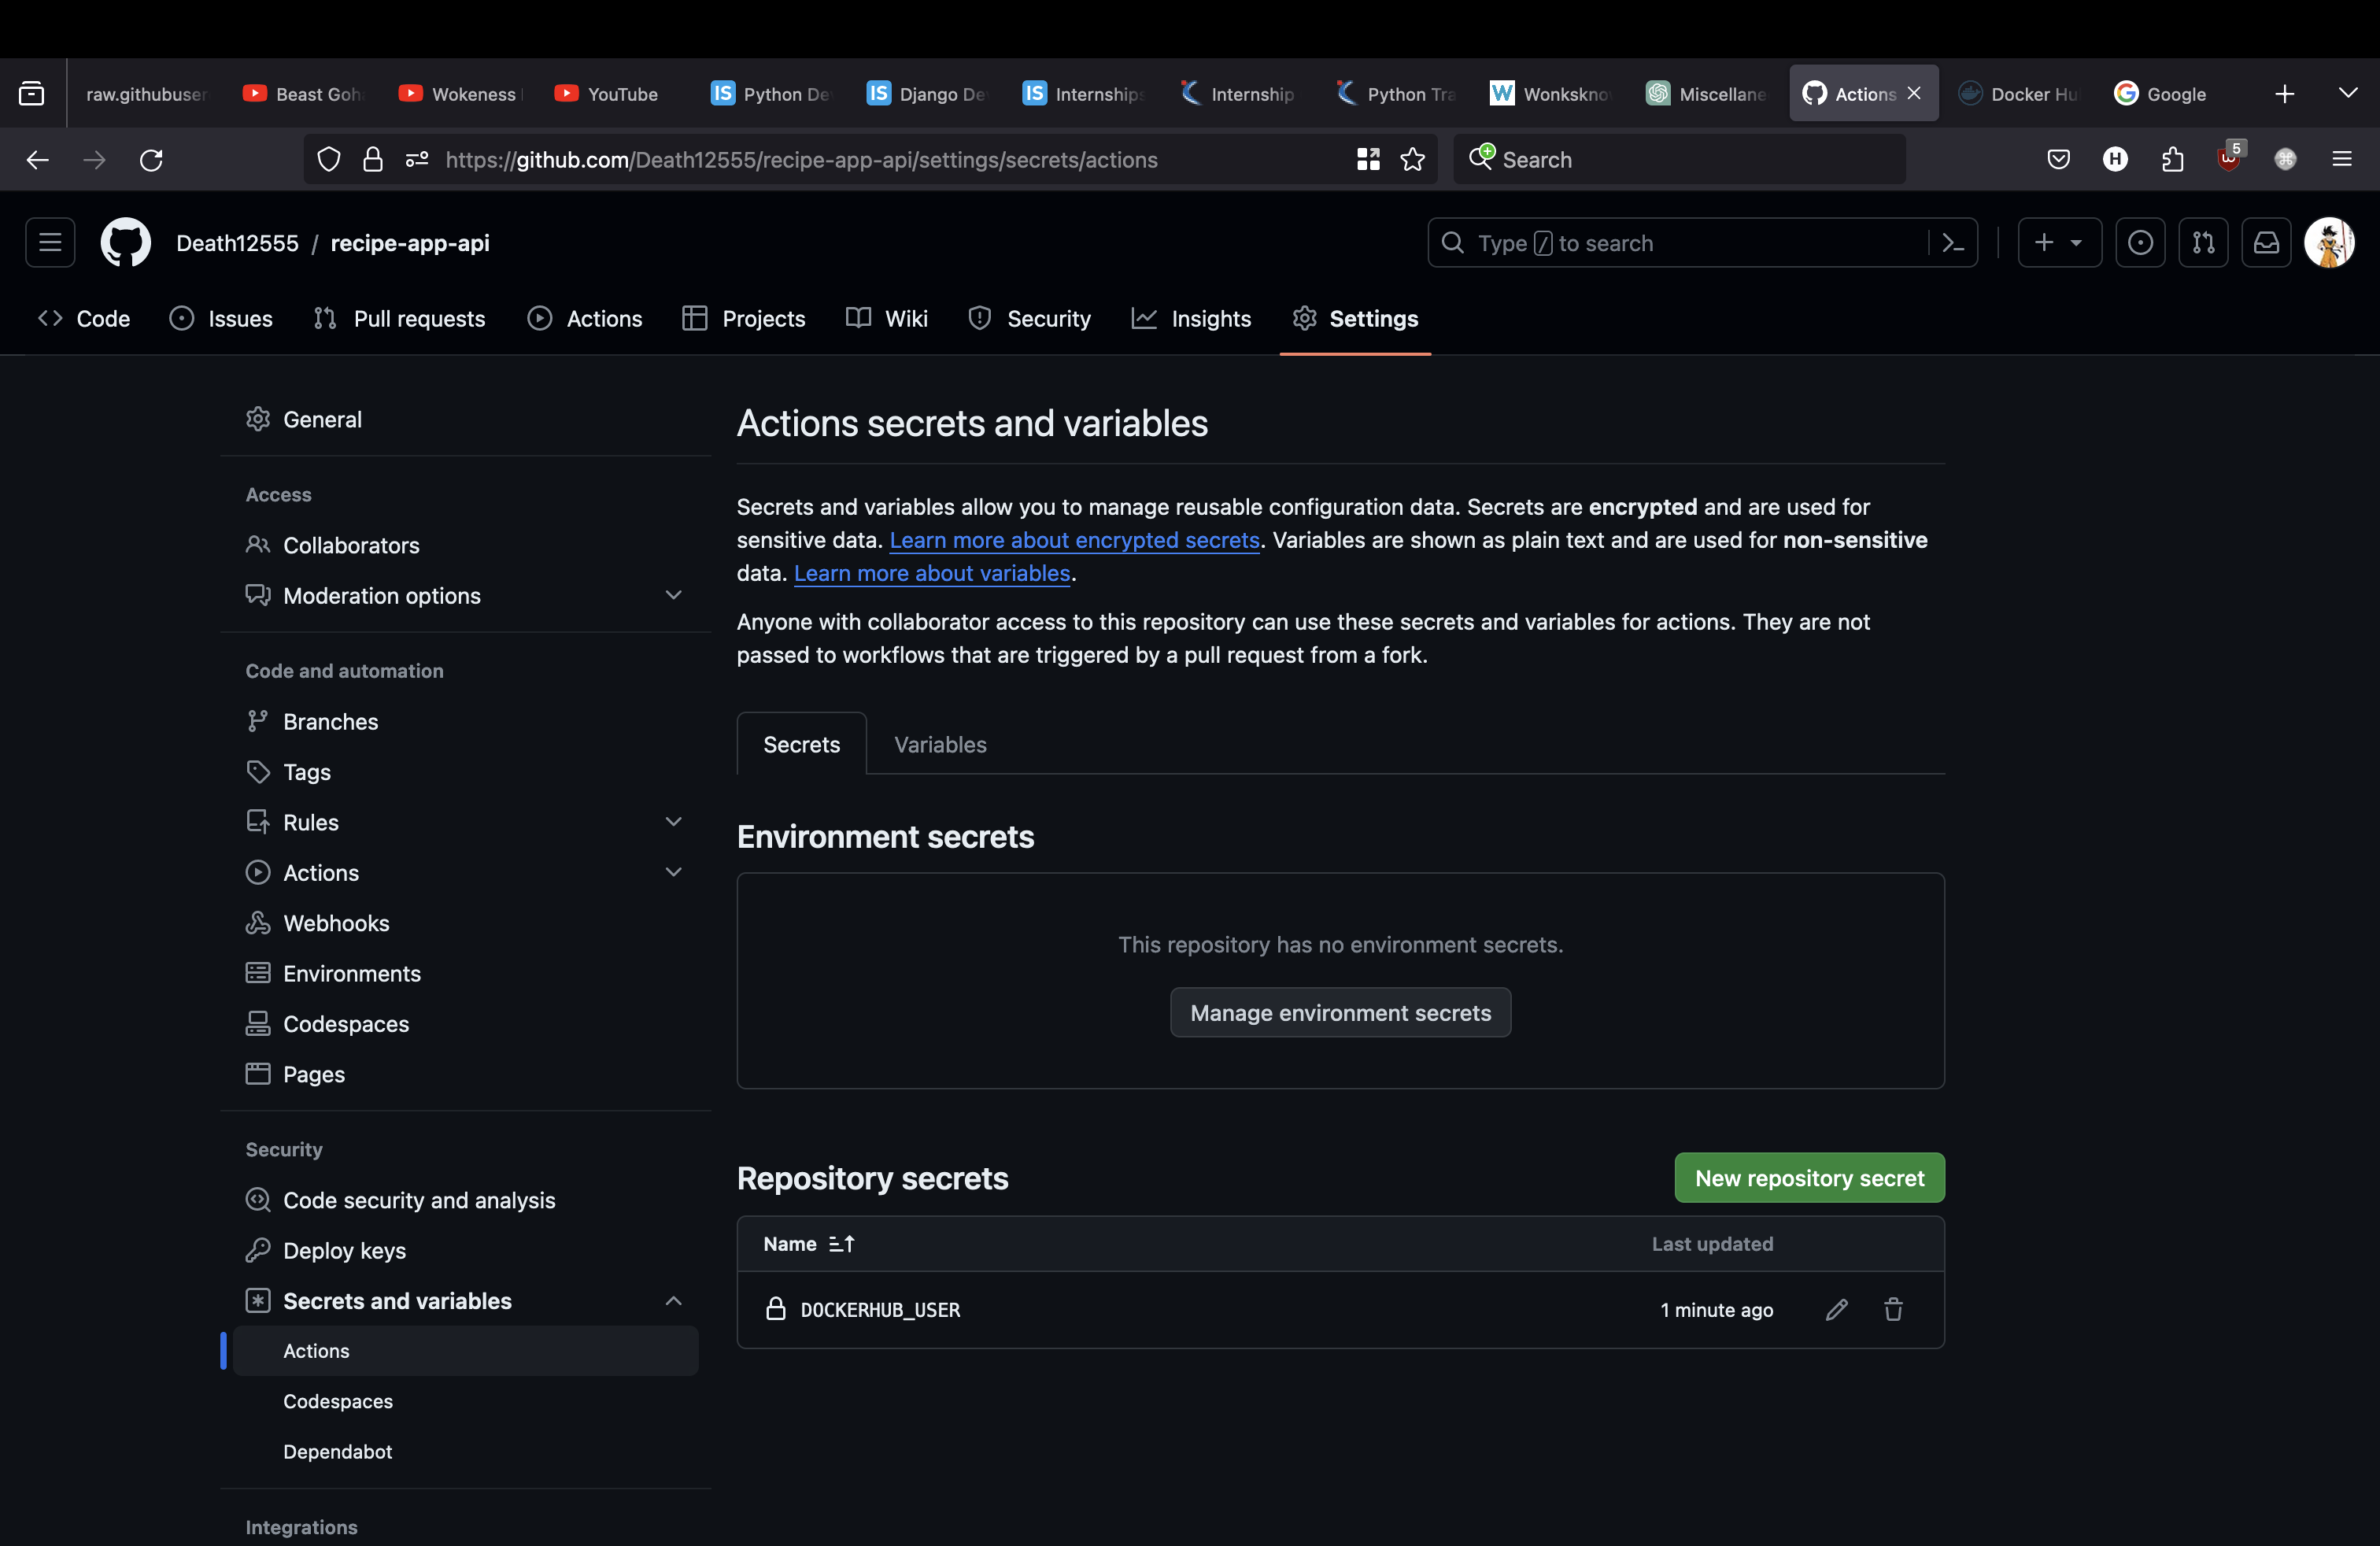 raw.githubuser
Beast Goh
Wokeness
YouTube
IS Python De
IS Django De
IS Internships
Internship
Python Tra
W Wonkskno
Miscellane
Actions
Docker Hu
Google
https://github.com/Death12555/recipe-app-api/settings/secrets/actions
Search
H
5
Death12555 / recipe-app-api
Type / to search
Code
Issues
Pull requests
Actions
Projects
Wiki
Security
Insights
Settings
General
Access
Collaborators
Moderation options
Code and automation
Branches
Tags
Rules
Actions
Webhooks
Environments
Codespaces
Pages
Security
Code security and analysis
Deploy keys
Secrets and variables
Actions
Codespaces
Dependabot
Integrations
Actions secrets and variables
Secrets and variables allow you to manage reusable configuration data. Secrets are encrypted and are used for
sensitive data. Learn more about encrypted secrets. Variables are shown as plain text and are used for non-sensitive
data. Learn more about variables.
Anyone with collaborator access to this repository can use these secrets and variables for actions. They are not
passed to workflows that are triggered by a pull request from a fork.
Secrets
Variables
Environment secrets
This repository has no environment secrets.
Manage environment secrets
Repository secrets
New repository secret
Name
Last updated
DOCKERHUB_USER
1 minute ago